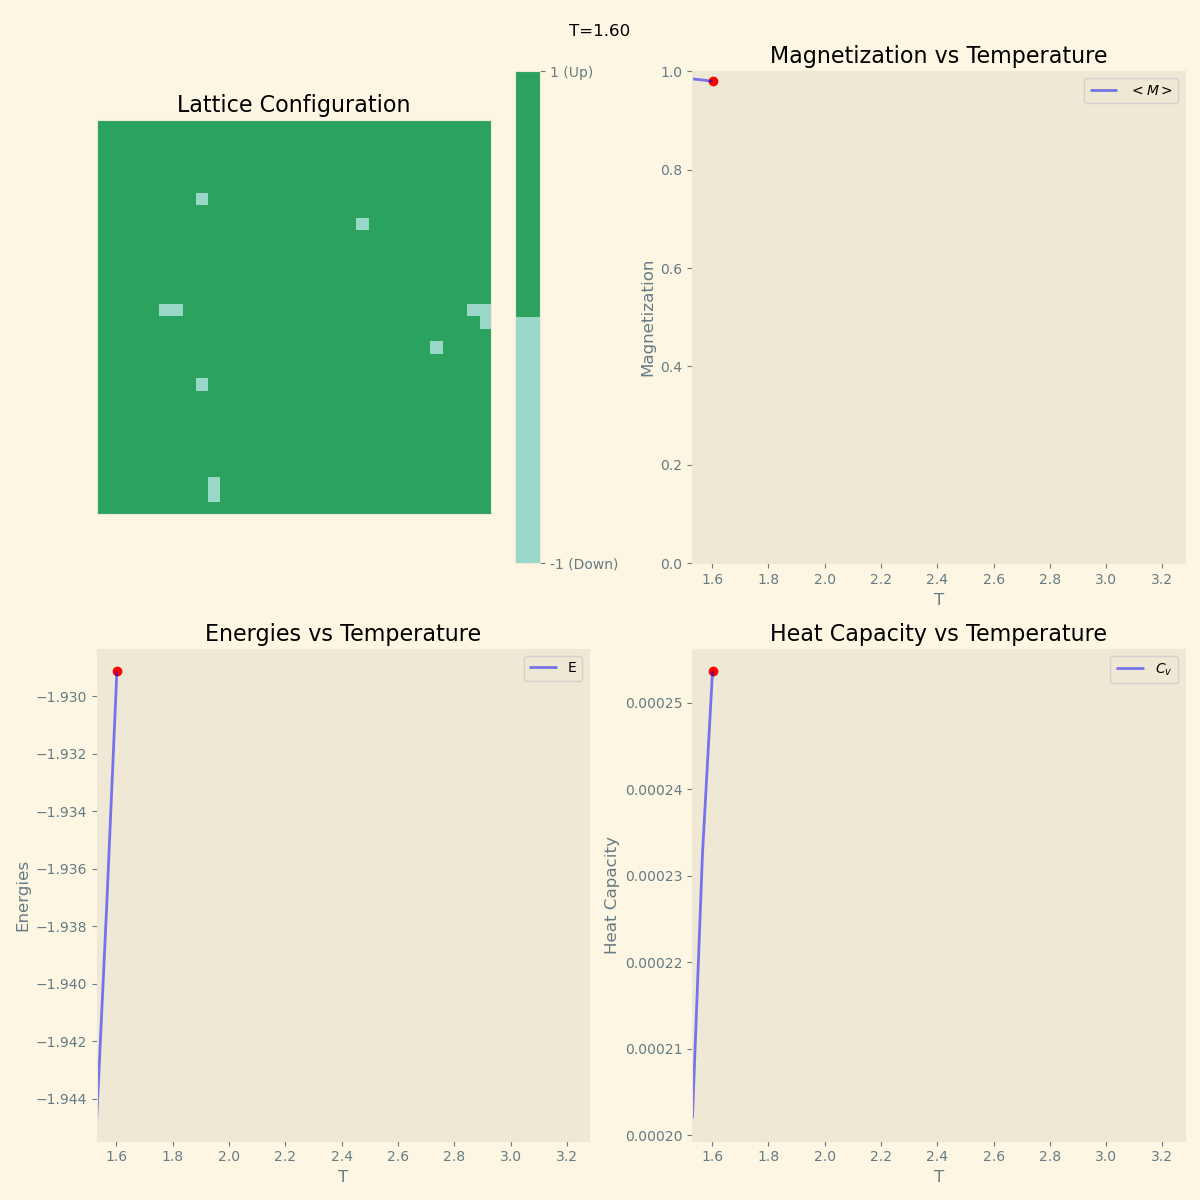 T=1.60
Lattice Configuration
1 (Up)
-1 (Down)
Magnetization vs Temperature
<M>
Magnetization
1.0
0.8
0.6
0.4
0.2
0.0
1.6 1.8 2.0 2.2 2.4 2.6 2.8 3.0 3.2
T
Energies vs Temperature
E
Energies
−1.930
−1.932
−1.934
−1.936
−1.938
−1.940
−1.942
−1.944
1.6 1.8 2.0 2.2 2.4 2.6 2.8 3.0 3.2
T
Heat Capacity vs Temperature
Cv
Heat Capacity
0.00025
0.00024
0.00023
0.00022
0.00021
0.00020
1.6 1.8 2.0 2.2 2.4 2.6 2.8 3.0 3.2
T